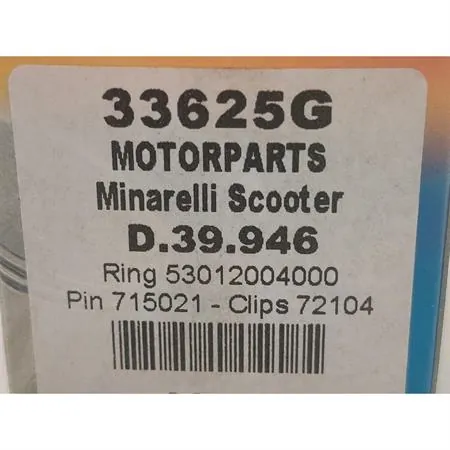 33625G
MOTORPARTS
Minarelli Scooter
D.39.946
Ring 53012004000
Pin 715021 - Clips 72104